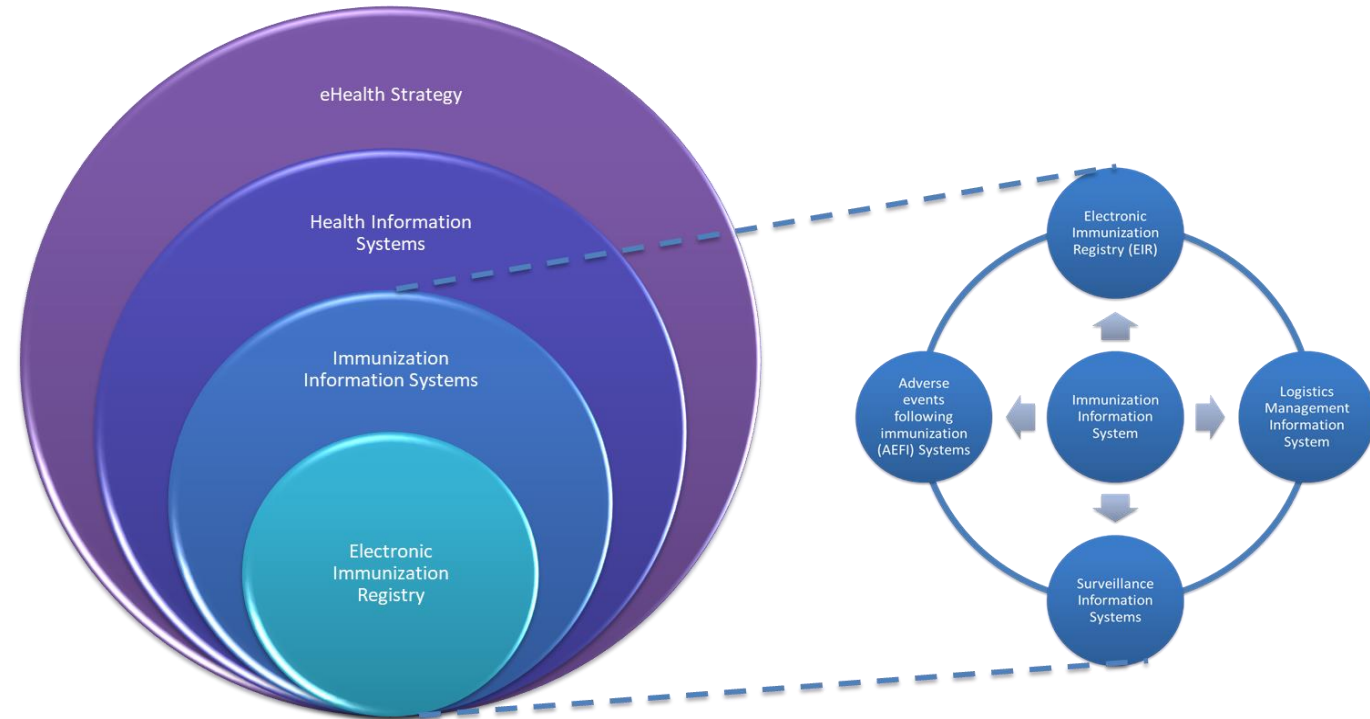 eHealth Strategy
Health Information
Systems
Immunization
Information Systems
Electronic
Immunization
Registry
Electronic
Immunization
Registry (EIR)
Adverse
events
following
immunization
(AEFI) Systems
Immunization
Information
System
Logistics
Management
Information
System
Surveillance
Information
Systems